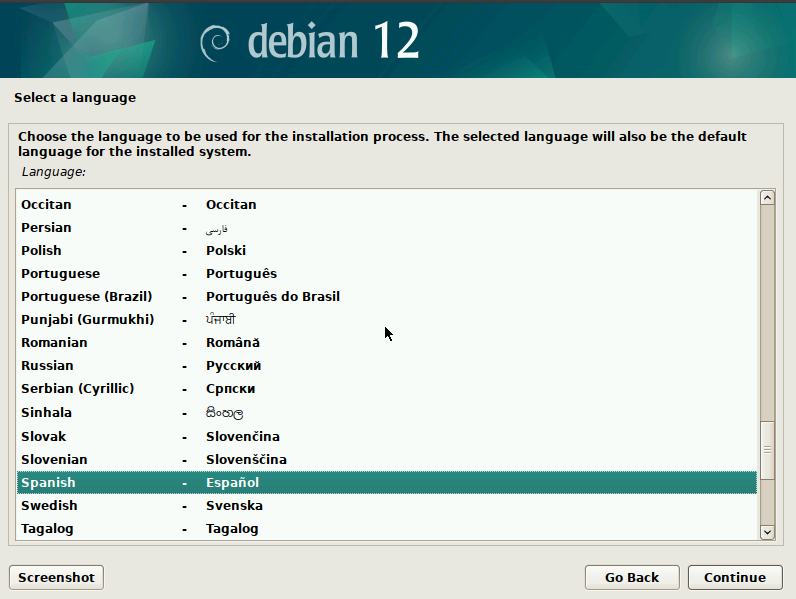 debian 12
Select a language
Choose the language to be used for the installation process. The selected language will also be the default
language for the installed system.
Language:
Occitan - Occitan
Persian - فارسی
Polish - Polski
Portuguese - Português
Portuguese (Brazil) - Português do Brasil
Punjabi (Gurmukhi) - ਪੰਜਾਬੀ
Romanian - Română
Russian - Русский
Serbian (Cyrillic) - Српски
Sinhala - සිංහල
Slovak - Slovenčina
Slovenian - Slovenščina
Spanish - Español
Swedish - Svenska
Tagalog - Tagalog
Screenshot Go Back Continue